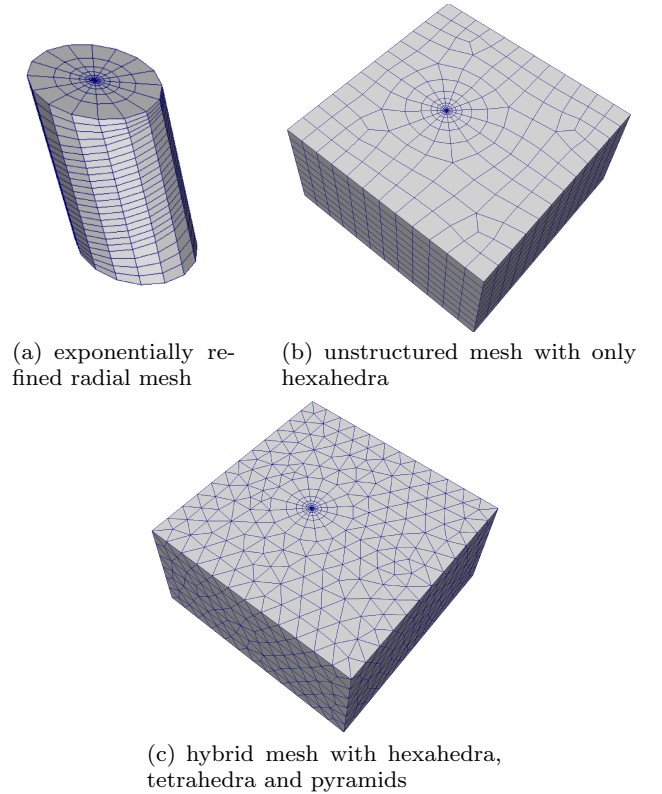 (a) exponentially re-
fined radial mesh
(b) unstructured mesh with only
hexahedra
(c) hybrid mesh with hexahedra,
tetrahedra and pyramids